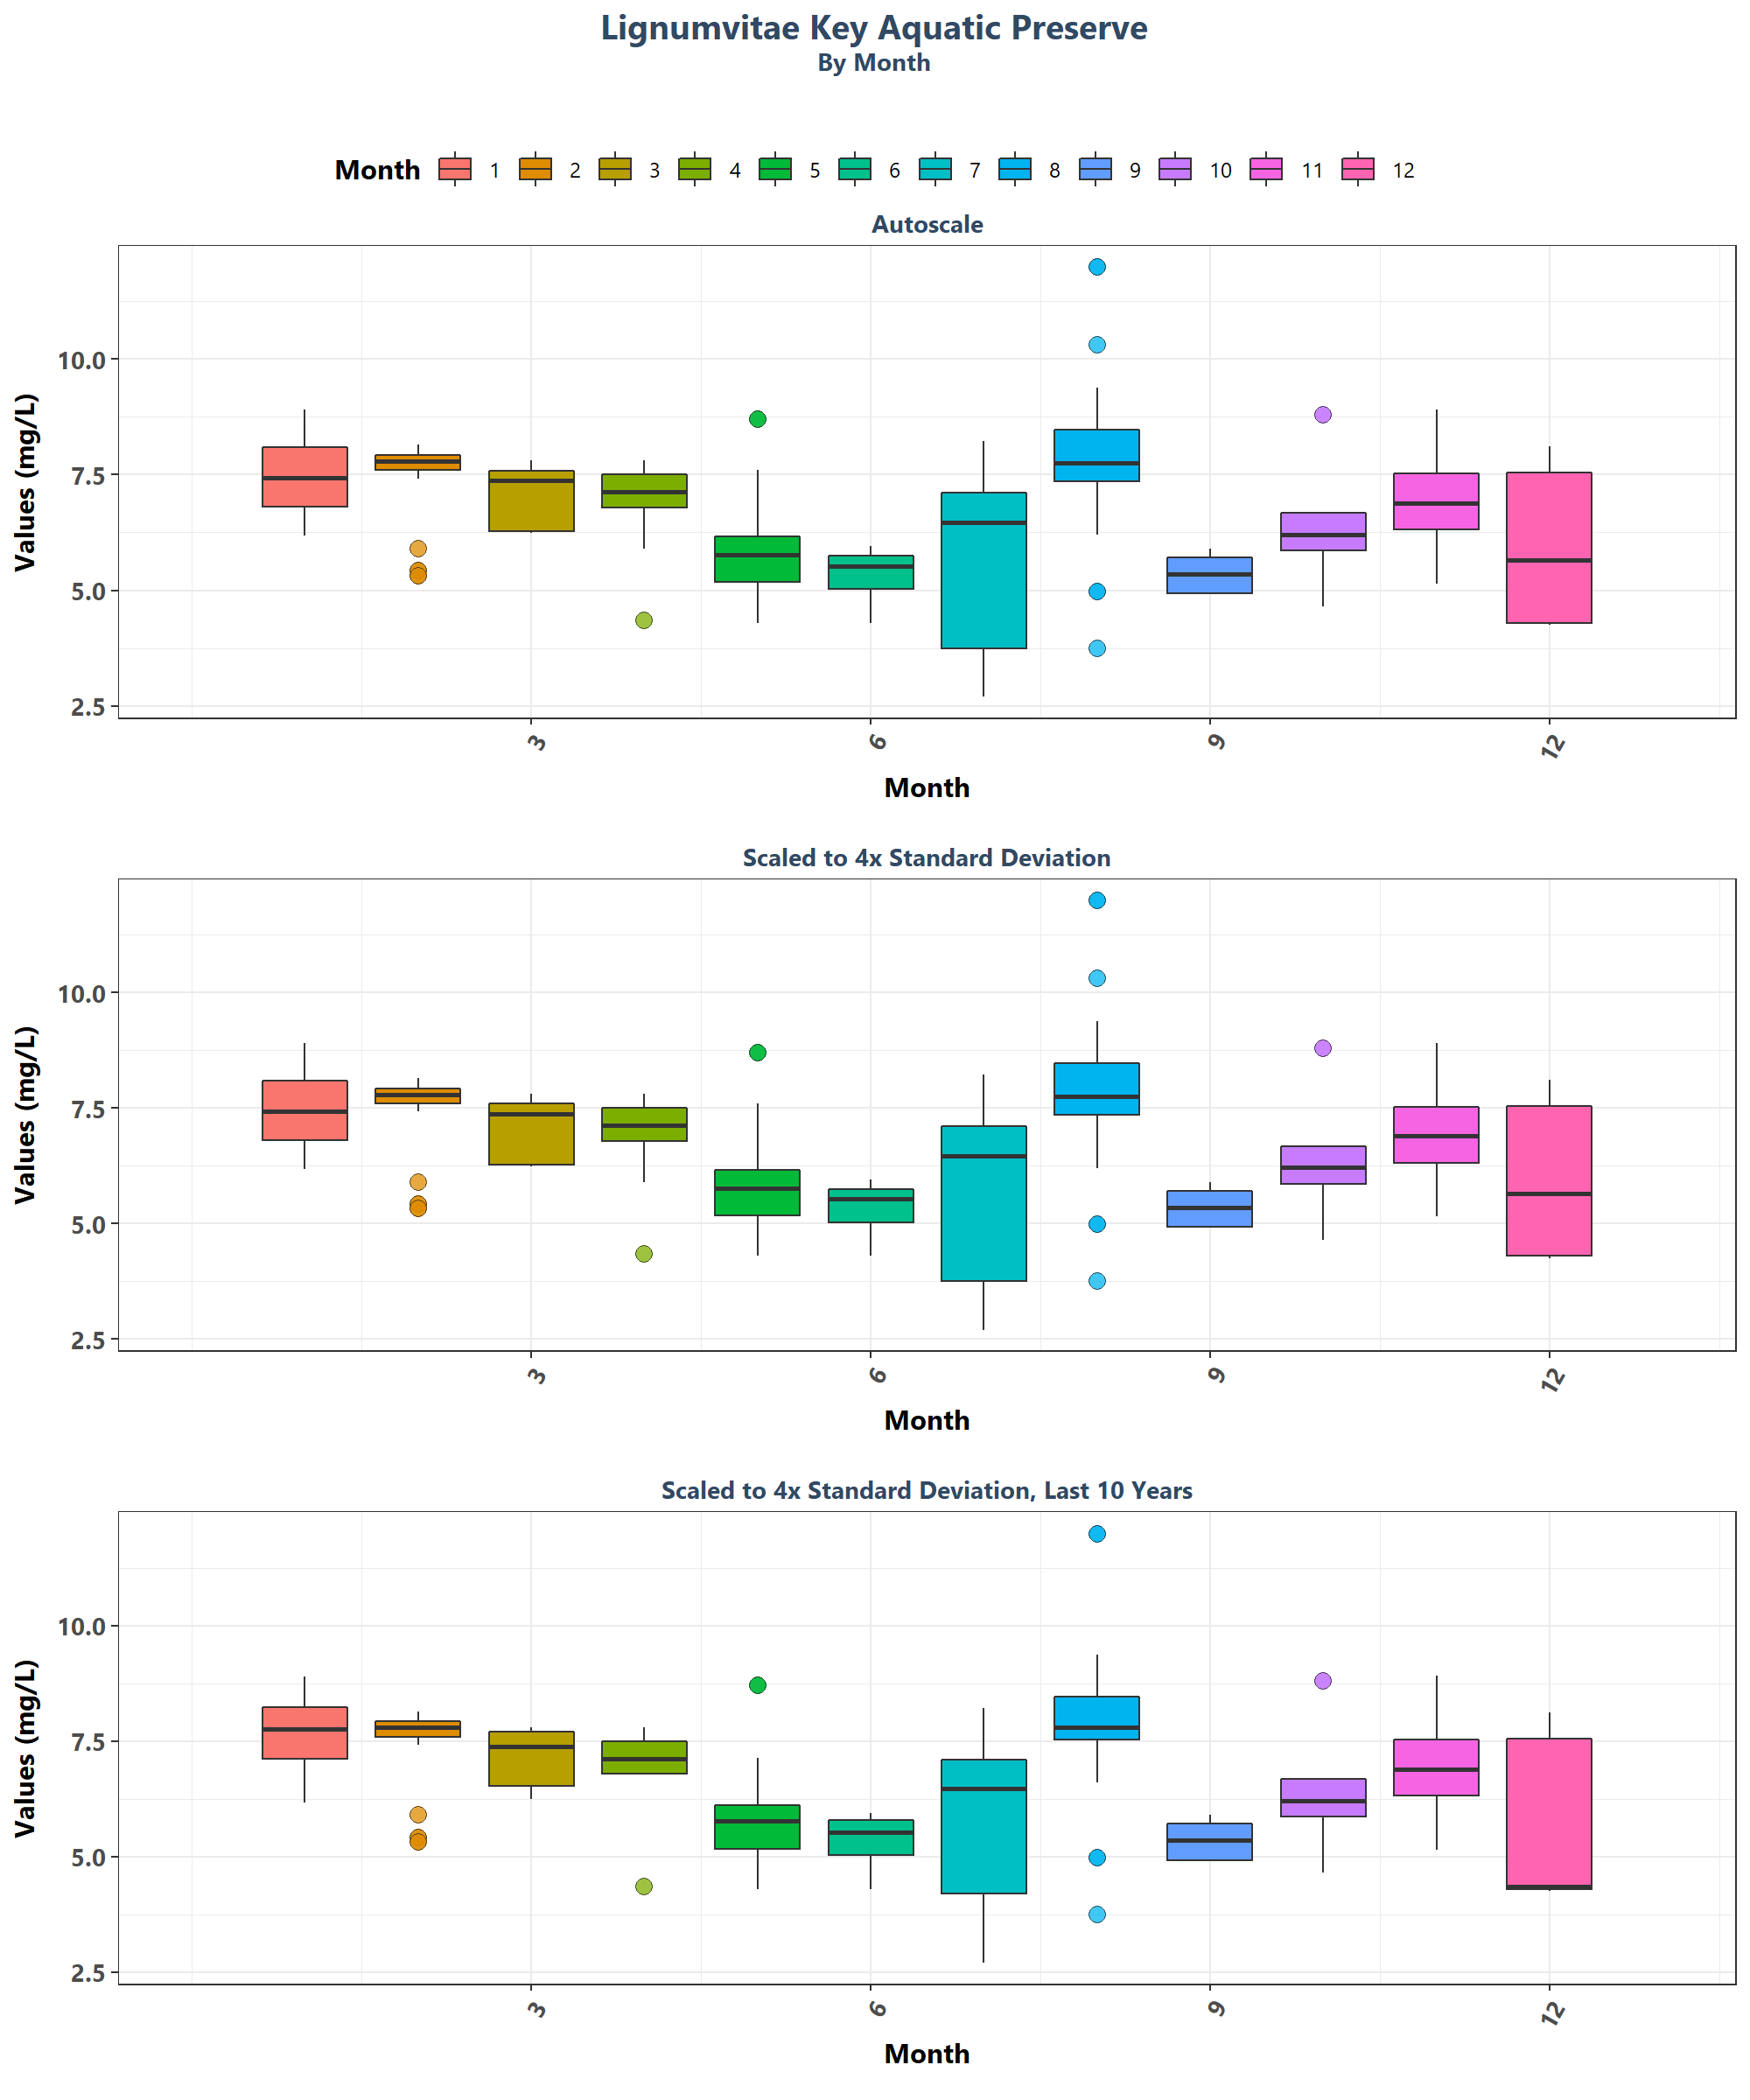 Lignumvitae Key Aquatic Preserve
By Month
Month 1 2 3 4 5 6 7 8 9 10 11 12
Autoscale
Values (mg/L)
10.0
7.5
5.0
2.5
3 6 9 12
Month
Scaled to 4x Standard Deviation
Values (mg/L)
10.0
7.5
5.0
2.5
3 6 9 12
Month
Scaled to 4x Standard Deviation, Last 10 Years
Values (mg/L)
10.0
7.5
5.0
2.5
3 6 9 12
Month